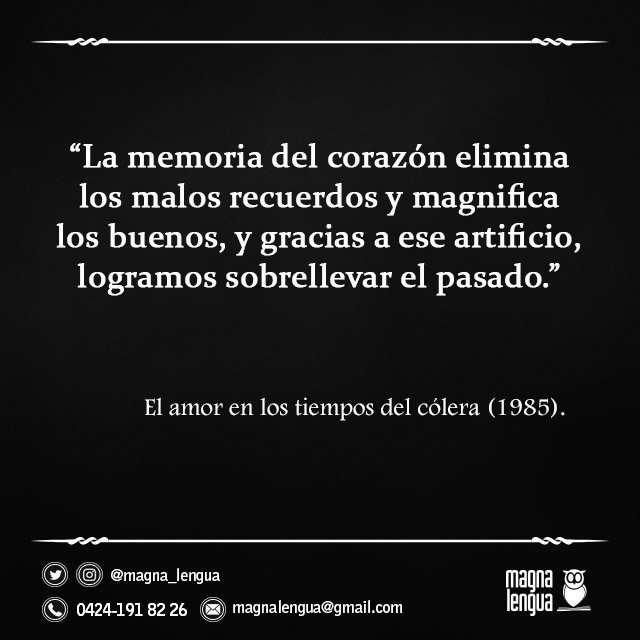 “La memoria del corazón elimina
los malos recuerdos y magnifica
los buenos, y gracias a ese artificio,
logramos sobrellevar el pasado.”
El amor en los tiempos del cólera (1985).
@magna_lengua
0424-191 82 26 magnalengua@gmail.com
magna
lengua